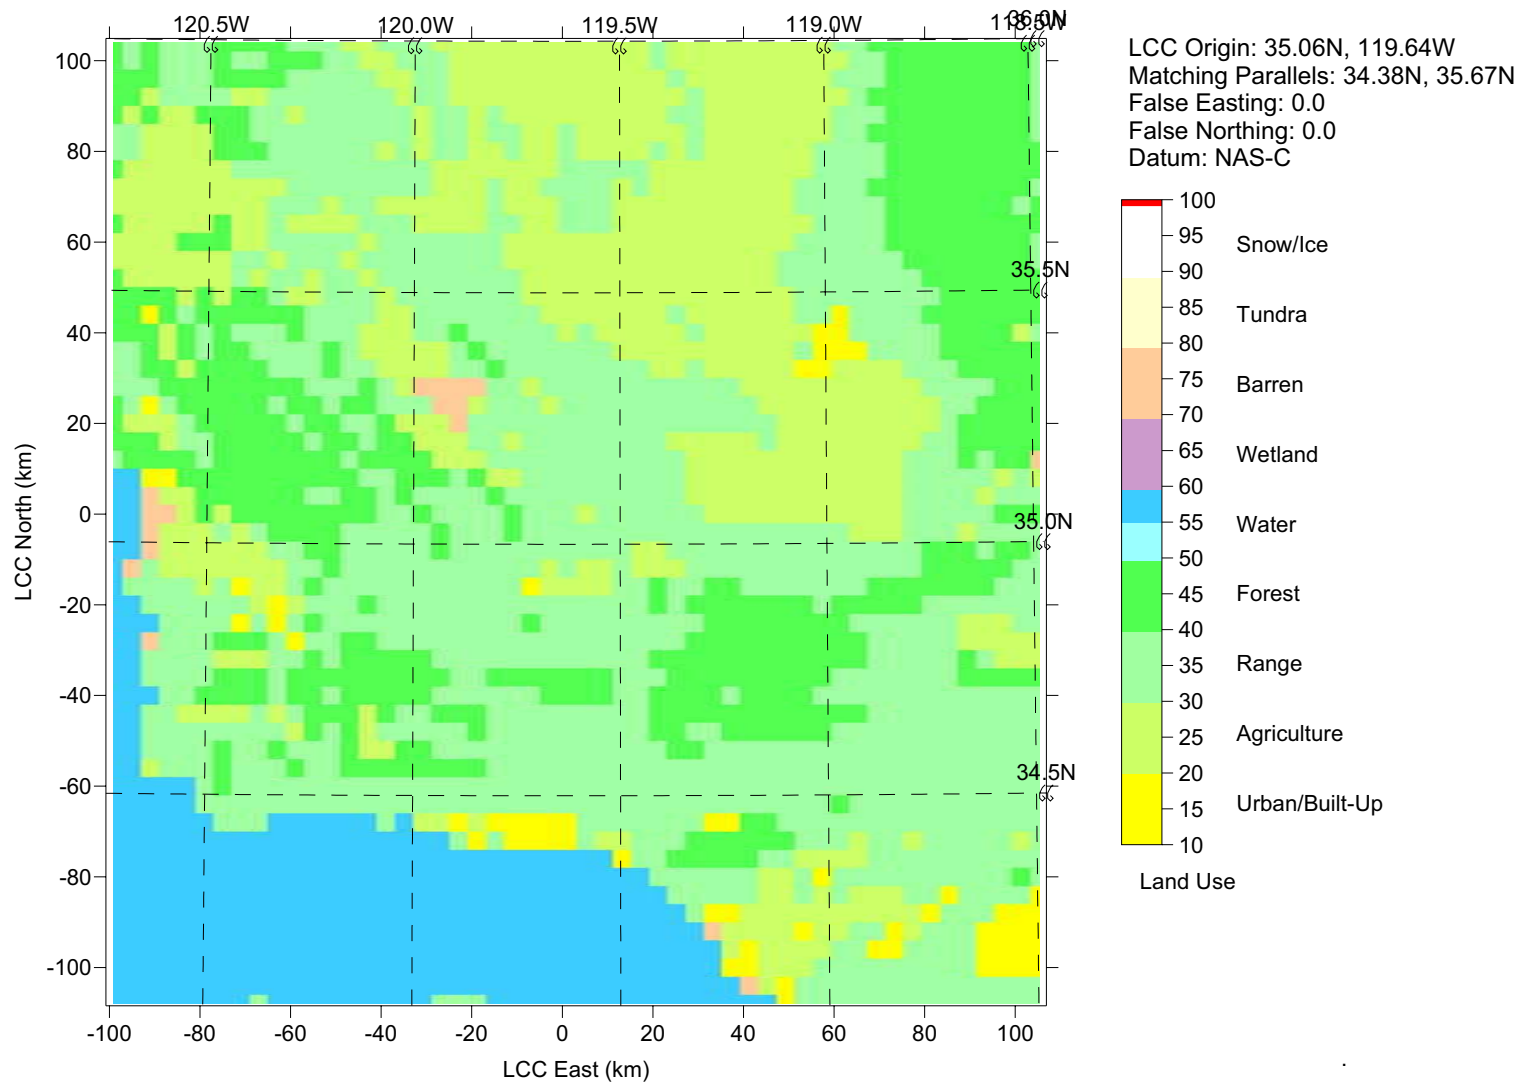 120.5W 120.0W 119.5W 119.0W 118.5W 36.0N
LCC Origin: 35.06N, 119.64W
Matching Parallels: 34.38N, 35.67N
False Easting: 0.0
False Northing: 0.0
Datum: NAS-C
100
80
60
40
20
0
-20
-40
-60
-80
-100
LCC North (km)
35.5N
35.0N
34.5N
-100 -80 -60 -40 -20 0 20 40 60 80 100
LCC East (km)
100
95
90
85
80
75
70
65
60
55
50
45
40
35
30
25
20
15
10
Snow/Ice
Tundra
Barren
Wetland
Water
Forest
Range
Agriculture
Urban/Built-Up
Land Use
.